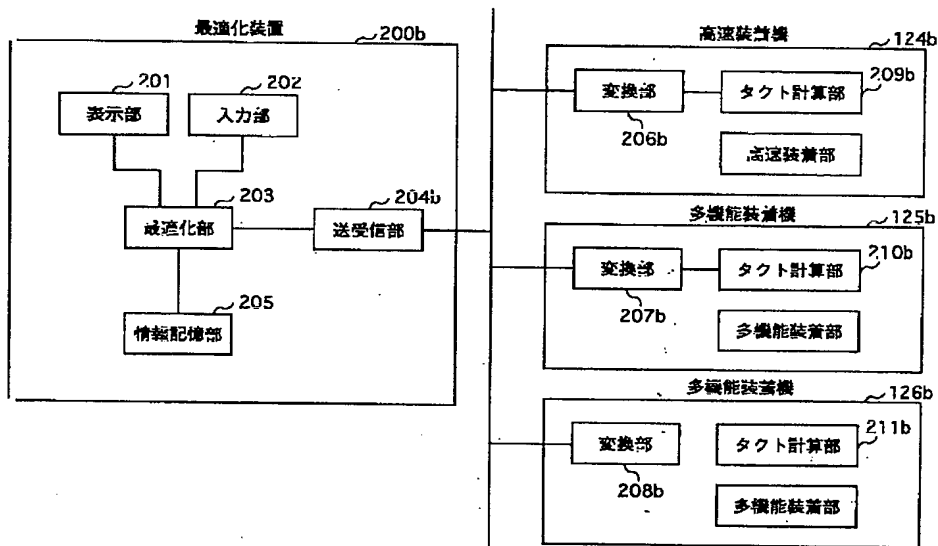 最適化装置
200b
201
表示部
202
入力部
203
最適化部
204b
送受信部
205
情報記憶部
高速装着機
124b
変換部
206b
タクト計算部
209b
高速装着部
多機能装着機
125b
変換部
207b
タクト計算部
210b
多機能装着部
多機能装着機
126b
変換部
208b
タクト計算部
211b
多機能装着部